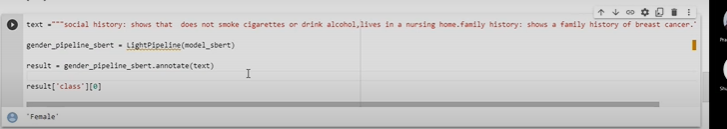 text ="""social history: shows that  does not smoke cigarettes or drink alcohol,lives in a nursing home.family history: shows a family history of breast cancer."
gender_pipeline_sbert = LightPipeline(model_sbert)
result = gender_pipeline_sbert.annotate(text)
result['class'][0]
'Female'